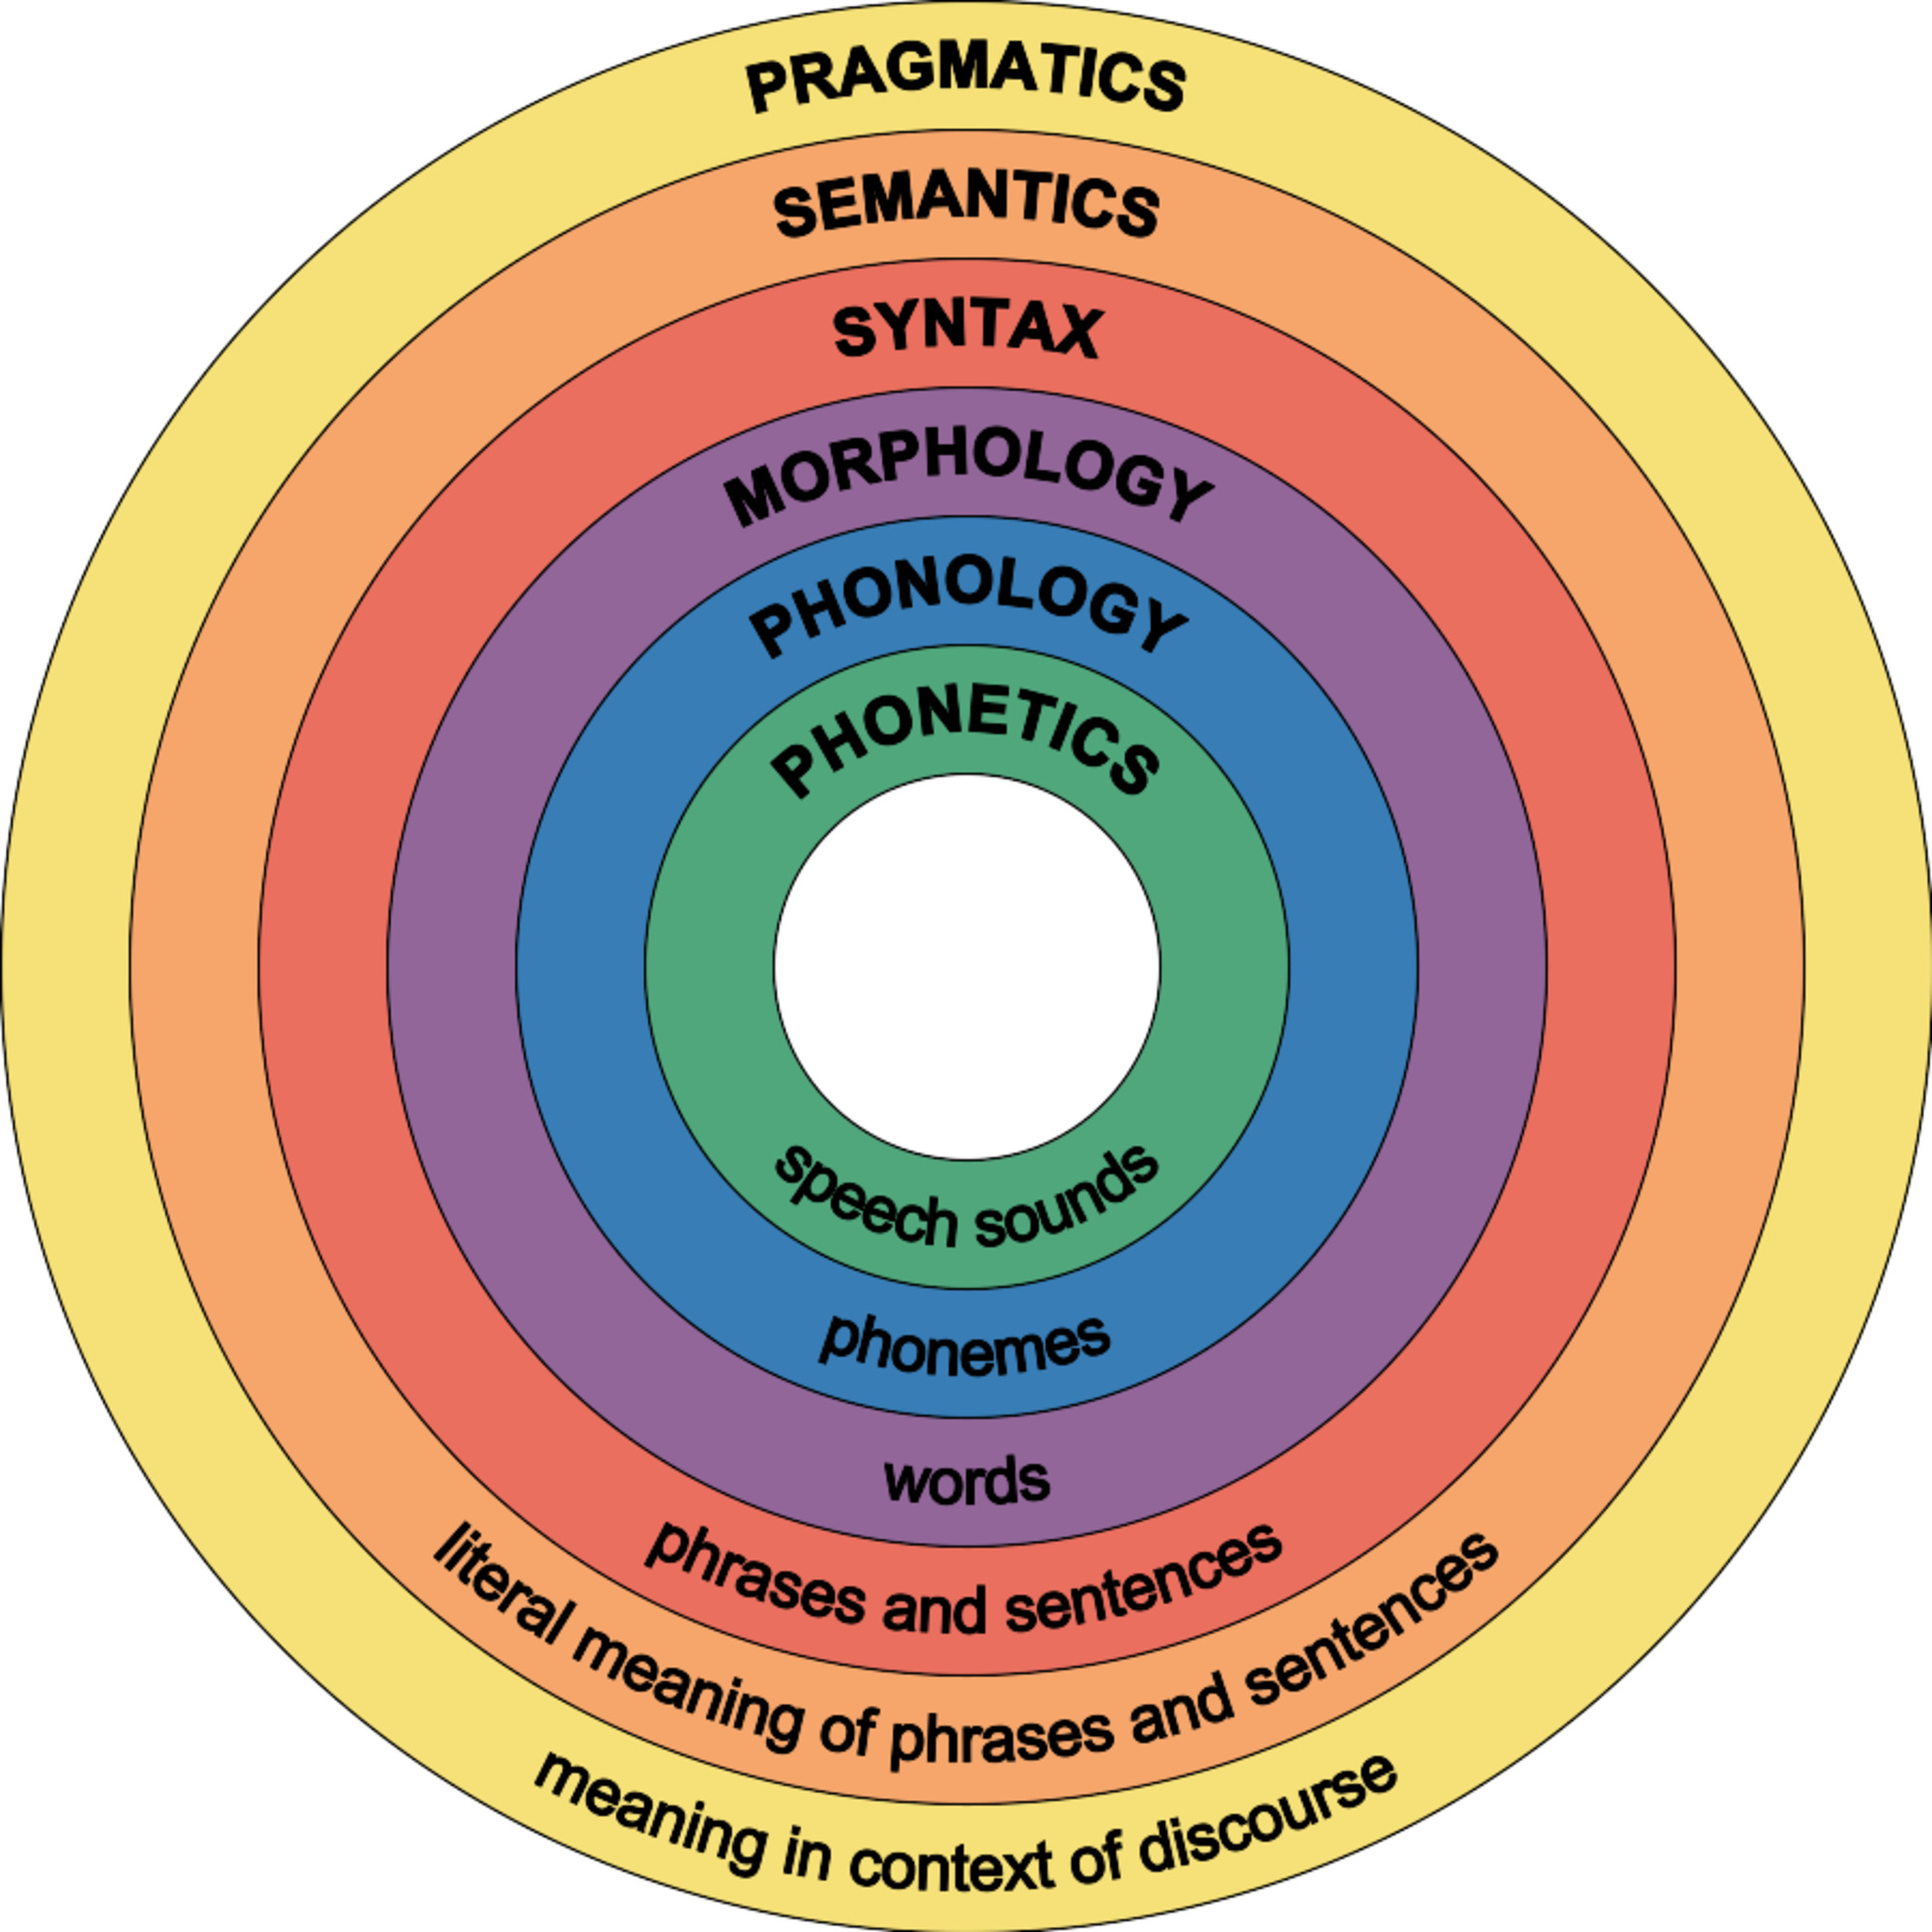 PRAGMATICS
SEMANTICS
SYNTAX
MORPHOLOGY
PHONOLOGY
PHONETICS
speech sounds
phonemes
words
phrases and sentences
literal meaning of phrases and sentences
meaning in context of discourse